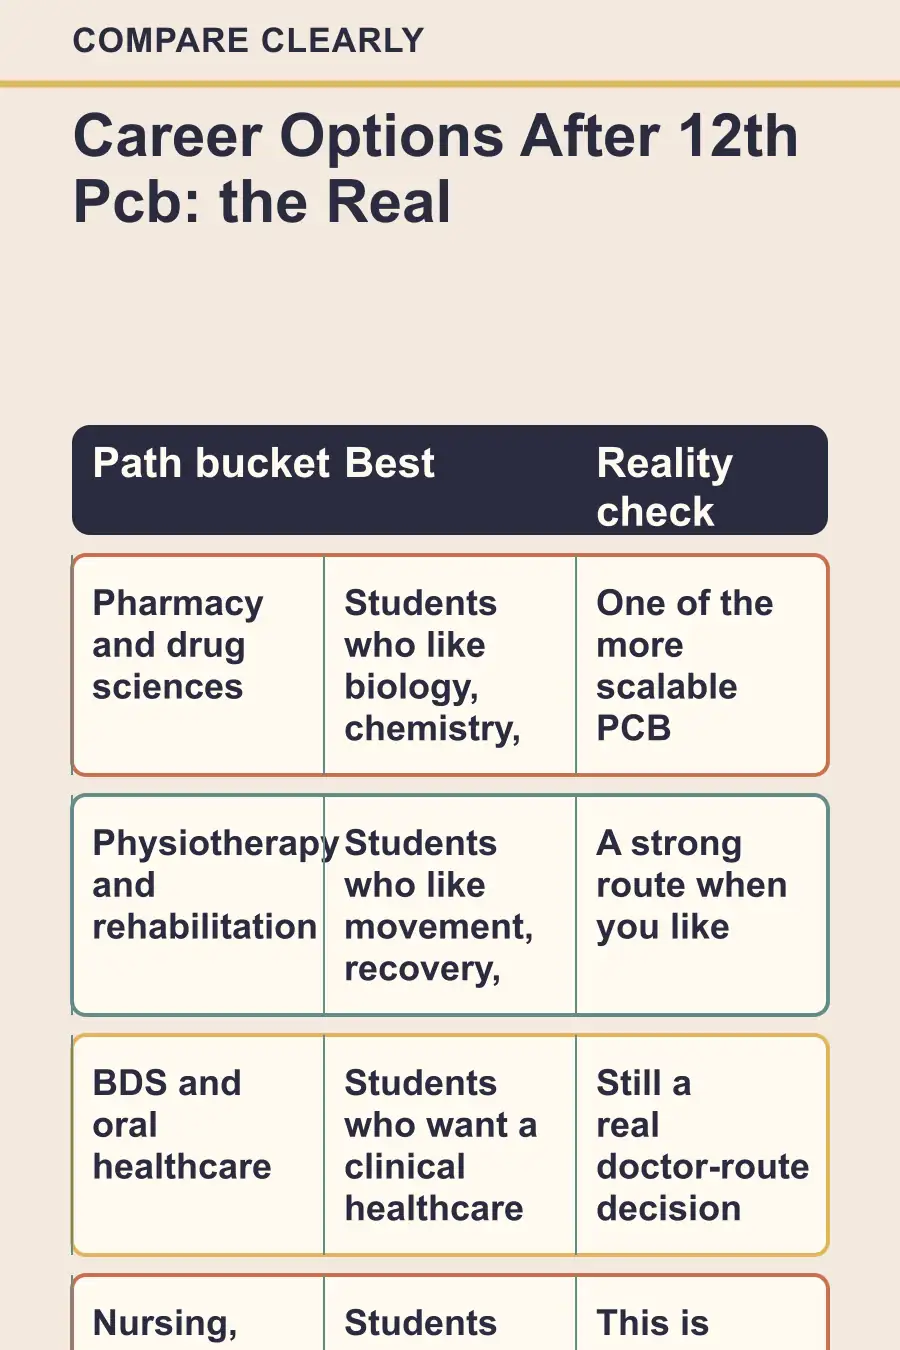 COMPARE CLEARLY
Career Options After 12th
Pcb: the Real
Path bucket
Best
Reality
check
Pharmacy
and drug
sciences
Students
who like
biology,
chemistry,
One of the
more
scalable
PCB
Physiotherapy
and
rehabilitation
Students
who like
movement,
recovery,
A strong
route when
you like
BDS and
oral
healthcare
Students
who want a
clinical
healthcare
Still a
real
doctor-route
decision
Nursing,
Students
This is